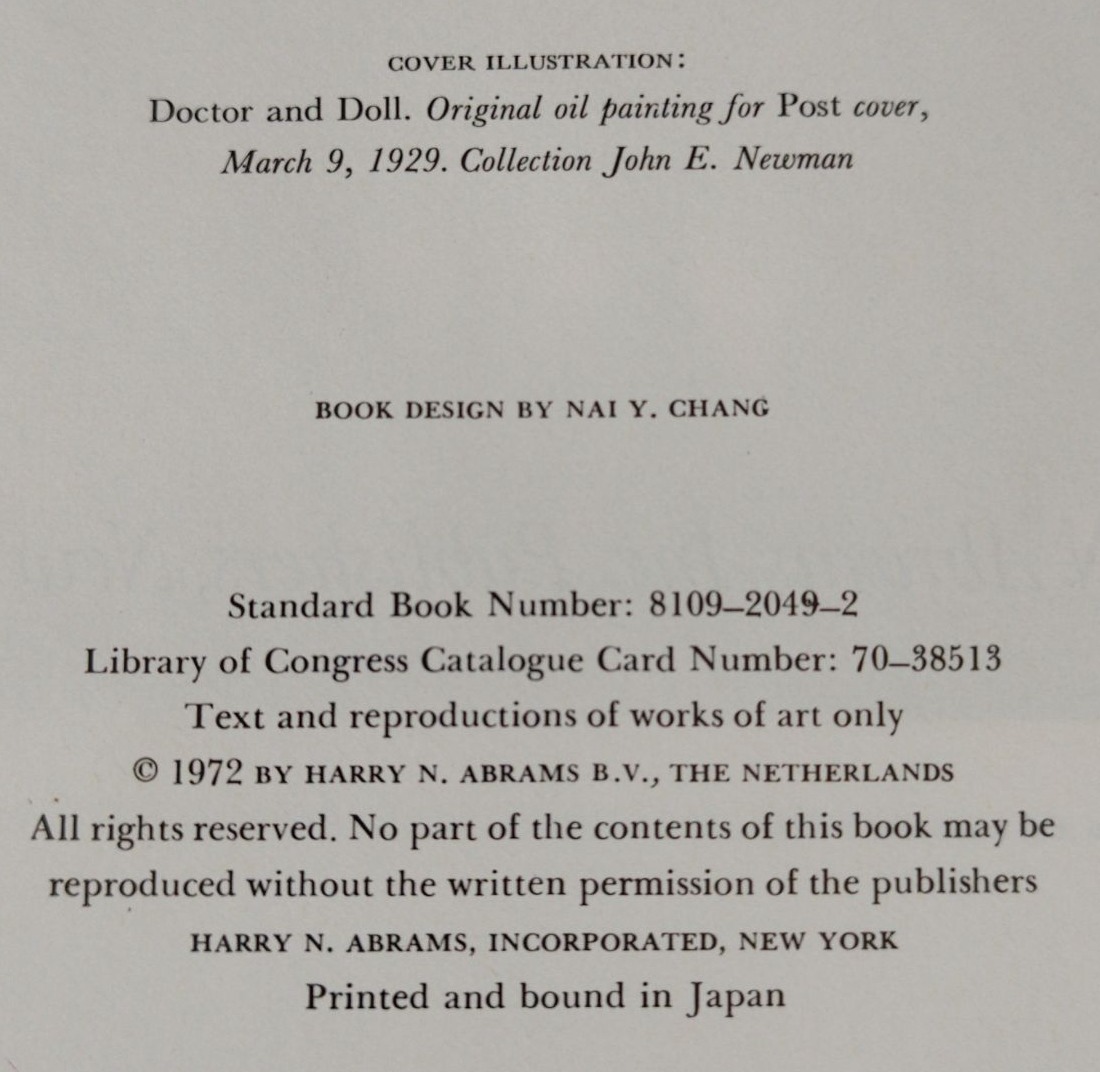 COVER ILLUSTRATION:
Doctor and Doll. Original oil painting for Post cover,
March 9, 1929. Collection John E. Newman
BOOK DESIGN BY NAI Y. CHANG
Standard Book Number: 8109–2049–2
Library of Congress Catalogue Card Number: 70–38513
Text and reproductions of works of art only
© 1972 BY HARRY N. ABRAMS B.V., THE NETHERLANDS
All rights reserved. No part of the contents of this book may be
reproduced without the written permission of the publishers
HARRY N. ABRAMS, INCORPORATED, NEW YORK
Printed and bound in Japan